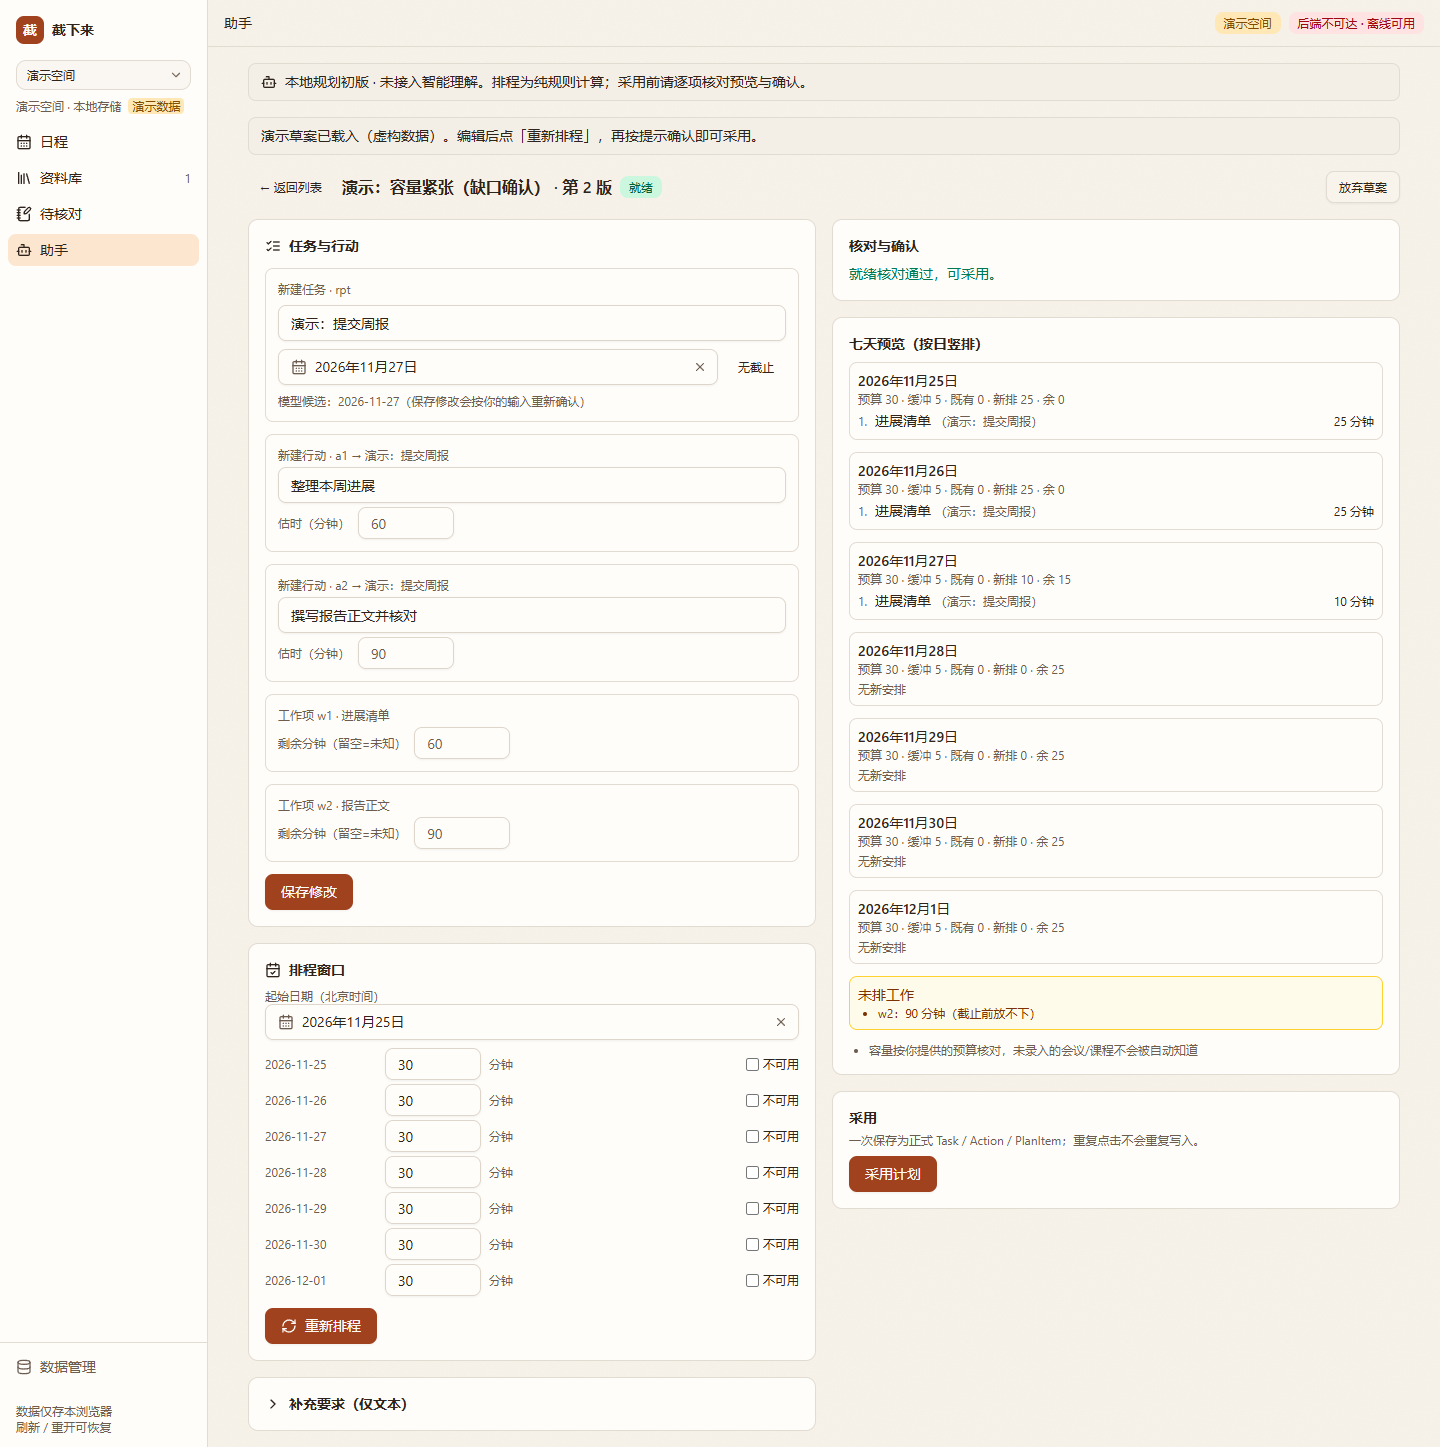 截 截下来
演示空间
演示空间 · 本地存储 演示数据
日程
资料库 1
待核对
助手
数据管理
数据仅存本浏览器
刷新 / 重开可恢复
助手
演示空间 后端不可达 · 离线可用
本地规划初版 · 未接入智能理解。排程为纯规则计算；采用前请逐项核对预览与确认。
演示草案已载入（虚构数据）。编辑后点「重新排程」，再按提示确认即可采用。
← 返回列表 演示：容量紧张（缺口确认） · 第 2 版 就绪 放弃草案
任务与行动
新建任务 · rpt
演示：提交周报
2026年11月27日 无截止
模型候选：2026-11-27（保存修改会按你的输入重新确认）
新建行动 · a1 → 演示：提交周报
整理本周进展
估时（分钟） 60
新建行动 · a2 → 演示：提交周报
撰写报告正文并核对
估时（分钟） 90
工作项 w1 · 进展清单
剩余分钟（留空=未知） 60
工作项 w2 · 报告正文
剩余分钟（留空=未知） 90
保存修改
排程窗口
起始日期（北京时间）
2026年11月25日
2026-11-25 30 分钟 不可用
2026-11-26 30 分钟 不可用
2026-11-27 30 分钟 不可用
2026-11-28 30 分钟 不可用
2026-11-29 30 分钟 不可用
2026-11-30 30 分钟 不可用
2026-12-01 30 分钟 不可用
重新排程
补充要求（仅文本）
核对与确认
就绪核对通过，可采用。
七天预览（按日竖排）
2026年11月25日
预算 30 · 缓冲 5 · 既有 0 · 新排 25 · 余 0
1. 进展清单 （演示：提交周报） 25 分钟
2026年11月26日
预算 30 · 缓冲 5 · 既有 0 · 新排 25 · 余 0
1. 进展清单 （演示：提交周报） 25 分钟
2026年11月27日
预算 30 · 缓冲 5 · 既有 0 · 新排 10 · 余 15
1. 进展清单 （演示：提交周报） 10 分钟
2026年11月28日
预算 30 · 缓冲 5 · 既有 0 · 新排 0 · 余 25
无新安排
2026年11月29日
预算 30 · 缓冲 5 · 既有 0 · 新排 0 · 余 25
无新安排
2026年11月30日
预算 30 · 缓冲 5 · 既有 0 · 新排 0 · 余 25
无新安排
2026年12月1日
预算 30 · 缓冲 5 · 既有 0 · 新排 0 · 余 25
无新安排
未排工作
• w2：90 分钟（截止前放不下）
• 容量按你提供的预算核对，未录入的会议/课程不会被自动知道
采用
一次保存为正式 Task / Action / PlanItem；重复点击不会重复写入。
采用计划